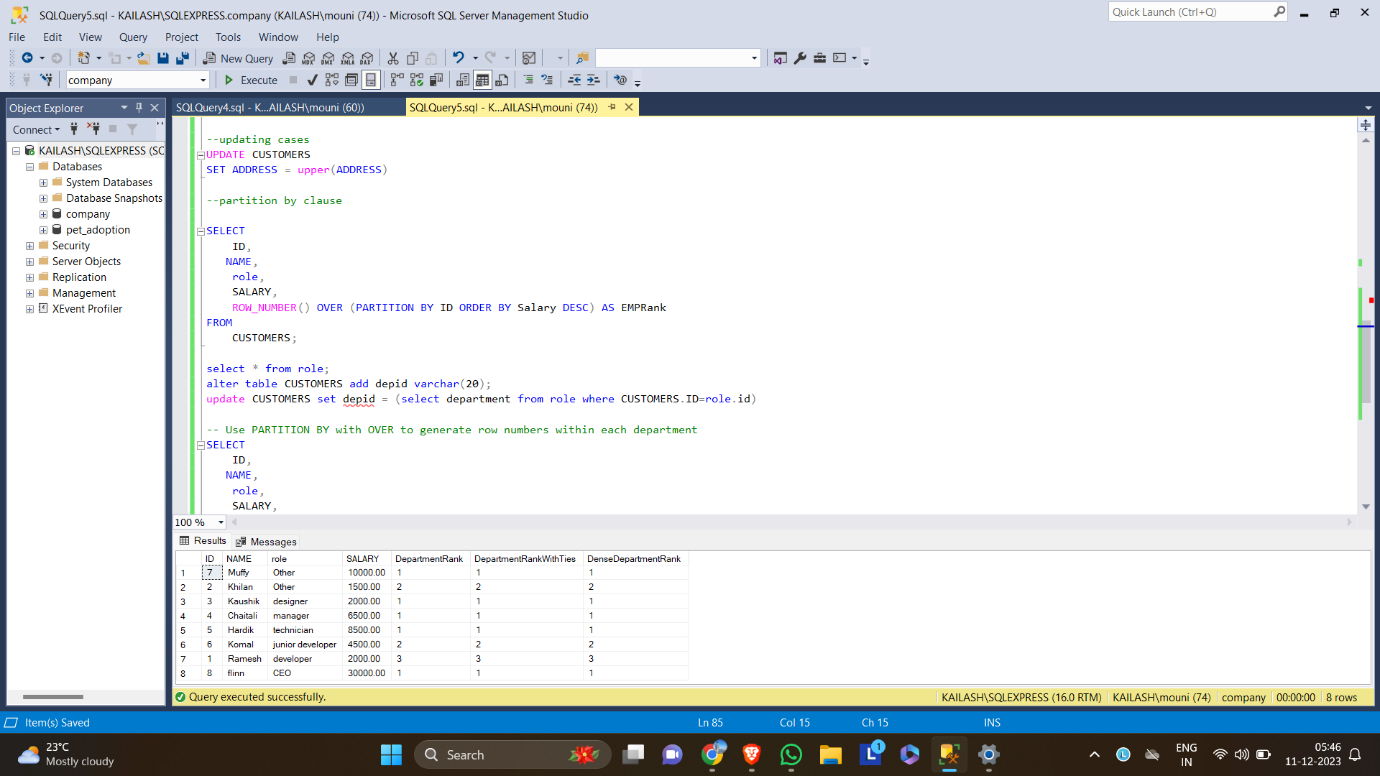 SQLQuery5.sql - KAILASH\SQLEXPRESS.company (KAILASH\mouni (74)) - Microsoft SQL Server Management Studio
Quick Launch (Ctrl+Q)
File Edit View Query Project Tools Window Help
New Query
MDX DMX XMLA DAX
company
Execute
Object Explorer
SQLQuery4.sql - K...AILASH\mouni (60))
SQLQuery5.sql - K...AILASH\mouni (74))
Connect
KAILASH\SQLEXPRESS (SC
Databases
System Databases
Database Snapshots
company
pet_adoption
Security
Server Objects
Replication
Management
XEvent Profiler
--updating cases
UPDATE CUSTOMERS
SET ADDRESS = upper(ADDRESS)
--partition by clause
SELECT
ID,
NAME,
role,
SALARY,
ROW_NUMBER() OVER (PARTITION BY ID ORDER BY Salary DESC) AS EMPRank
FROM
CUSTOMERS;
select * from role;
alter table CUSTOMERS add depid varchar(20);
update CUSTOMERS set depid = (select department from role where CUSTOMERS.ID=role.id)
-- Use PARTITION BY with OVER to generate row numbers within each department
SELECT
ID,
NAME,
role,
SALARY,
100 %
Results Messages
ID NAME role SALARY DepartmentRank DepartmentRankWithTies DenseDepartmentRank
1 7 Muffy Other 10000.00 1 1 1
2 2 Khilan Other 1500.00 2 2 2
3 3 Kaushik designer 2000.00 1 1 1
4 4 Chaitali manager 6500.00 1 1 1
5 5 Hardik technician 8500.00 1 1 1
6 6 Komal junior developer 4500.00 2 2 2
7 1 Ramesh developer 2000.00 3 3 3
8 8 flinn CEO 30000.00 1 1 1
Query executed successfully.
KAILASH\SQLEXPRESS (16.0 RTM) KAILASH\mouni (74) company 00:00:00 8 rows
Item(s) Saved
Ln 85 Col 15 Ch 15 INS
23°C
Mostly cloudy
Search
1
ENG
IN
05:46
11-12-2023